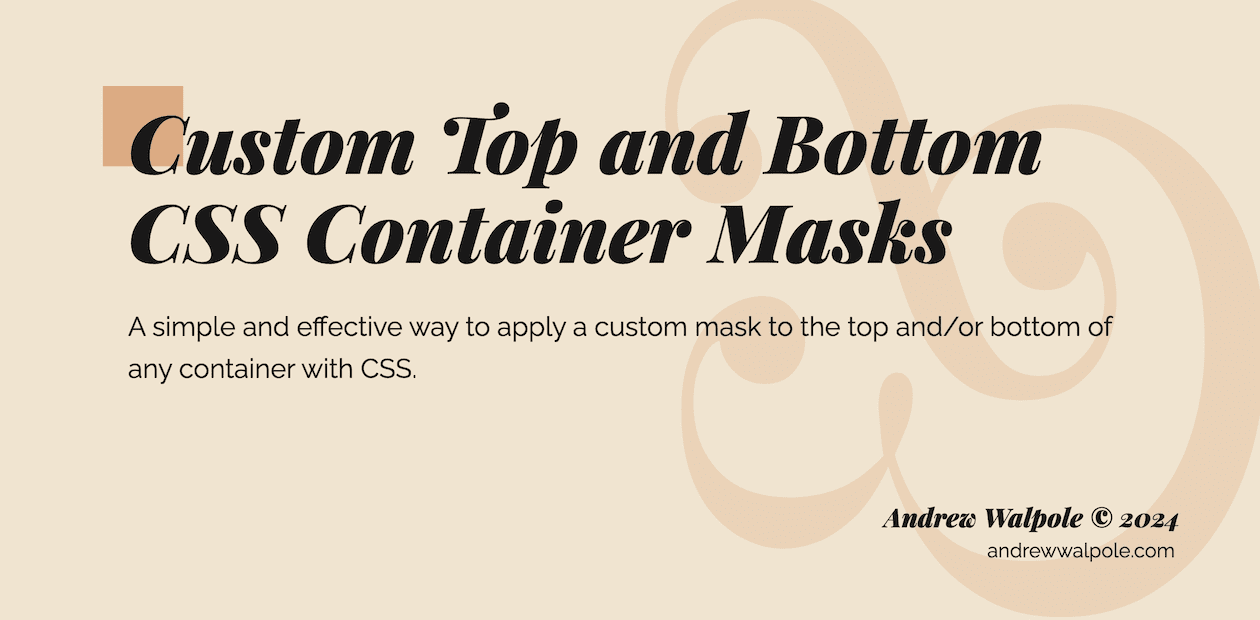 Custom Top and Bottom
CSS Container Masks
A simple and effective way to apply a custom mask to the top and/or bottom of
any container with CSS.
Andrew Walpole © 2024
andrewwalpole.com